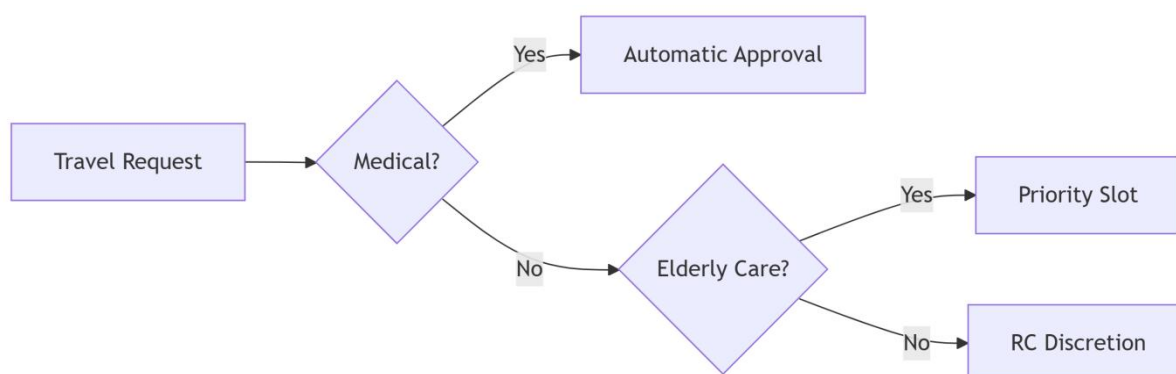 Travel Request
Medical?
Yes
Automatic Approval
No
Elderly Care?
Yes
Priority Slot
No
RC Discretion